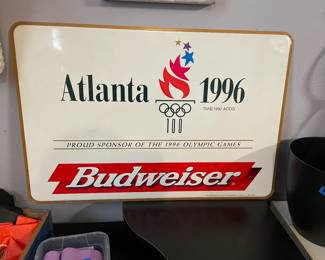 Atlanta 1996
PROUD SPONSOR OF THE 1996 OLYMPIC GAMES
Budweiser